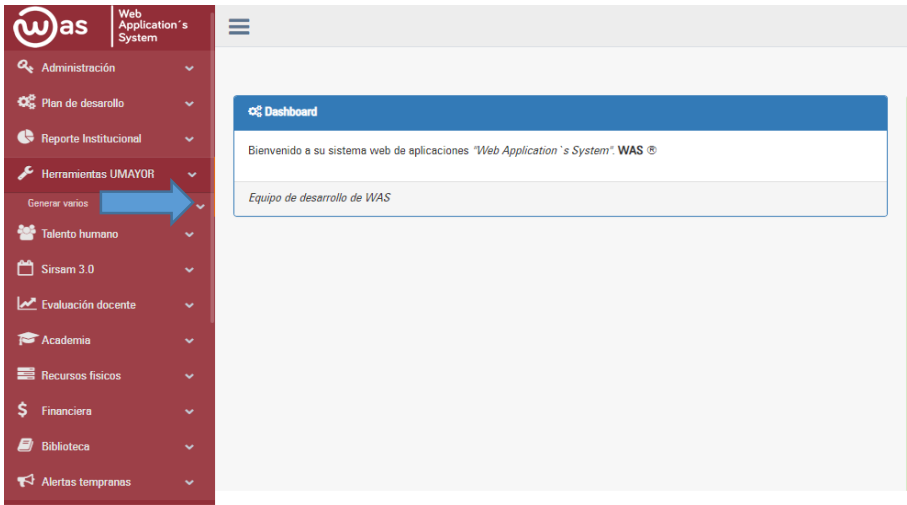 was
Web
Application´s
System
Administración
Plan de desarollo
Reporte Institucional
Herramientas UMAYOR
Generar varios
Talento humano
Sirsam 3.0
Evaluación docente
Academia
Recursos fisicos
$ Financiera
Biblioteca
Alertas tempranas
Dashboard
Bienvenido a su sistema web de aplicaciones "Web Application`s System". WAS ®
Equipo de desarrollo de WAS